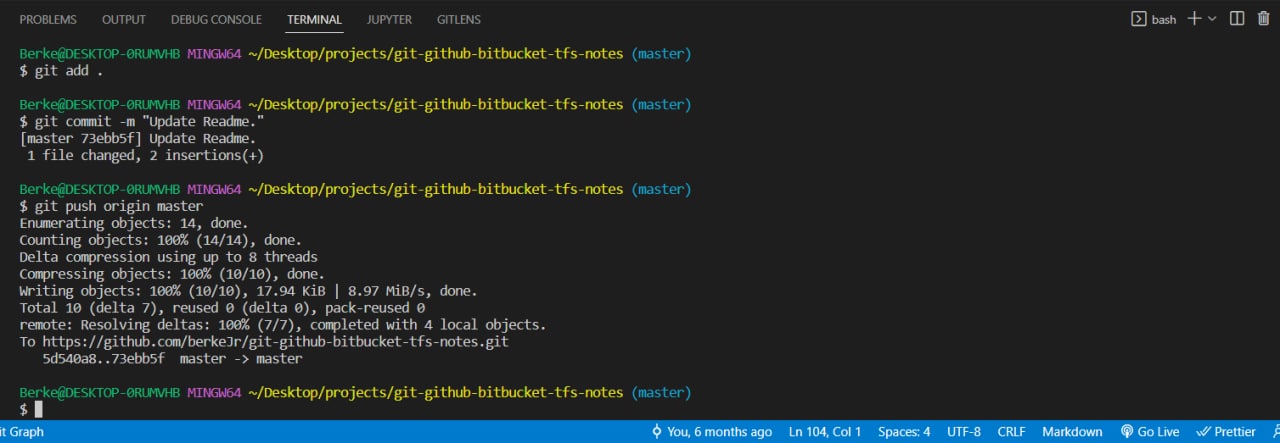 PROBLEMS OUTPUT DEBUG CONSOLE TERMINAL JUPYTER GITLENS bash
Berke@DESKTOP-0RUMVHB MINGW64 ~/Desktop/projects/git-github-bitbucket-tfs-notes (master)
$ git add .
Berke@DESKTOP-0RUMVHB MINGW64 ~/Desktop/projects/git-github-bitbucket-tfs-notes (master)
$ git commit -m "Update Readme."
[master 73ebb5f] Update Readme.
1 file changed, 2 insertions(+)
Berke@DESKTOP-0RUMVHB MINGW64 ~/Desktop/projects/git-github-bitbucket-tfs-notes (master)
$ git push origin master
Enumerating objects: 14, done.
Counting objects: 100% (14/14), done.
Delta compression using up to 8 threads
Compressing objects: 100% (10/10), done.
Writing objects: 100% (10/10), 17.94 KiB | 8.97 MiB/s, done.
Total 10 (delta 7), reused 0 (delta 0), pack-reused 0
remote: Resolving deltas: 100% (7/7), completed with 4 local objects.
To https://github.com/berkeJr/git-github-bitbucket-tfs-notes.git
5d540a8..73ebb5f master -> master
Berke@DESKTOP-0RUMVHB MINGW64 ~/Desktop/projects/git-github-bitbucket-tfs-notes (master)
$
it Graph You, 6 months ago Ln 104, Col 1 Spaces: 4 UTF-8 CRLF Markdown Go Live Prettier